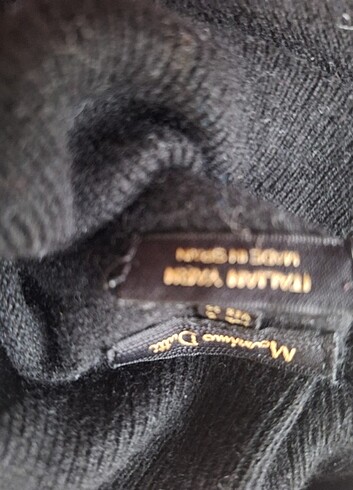 Massimo Dutti
ITALIAN YARN
MADE IN SPAIN